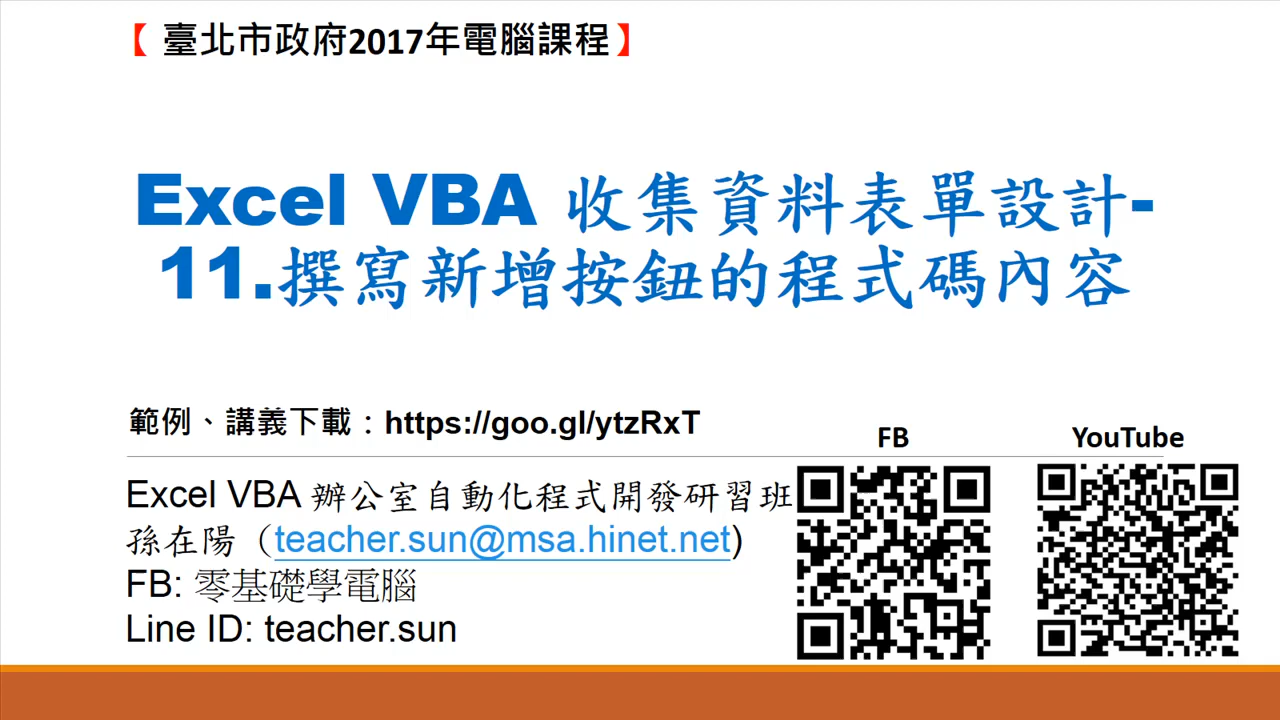 【 臺北市政府2017年電腦課程】
Excel VBA 收集資料表單設計-
11.撰寫新增按鈕的程式碼內容
範例、講義下載：https://goo.gl/ytzRxT
FB
YouTube
Excel VBA 辦公室自動化程式開發研習班
孫在陽（teacher.sun@msa.hinet.net)
FB: 零基礎學電腦
Line ID: teacher.sun